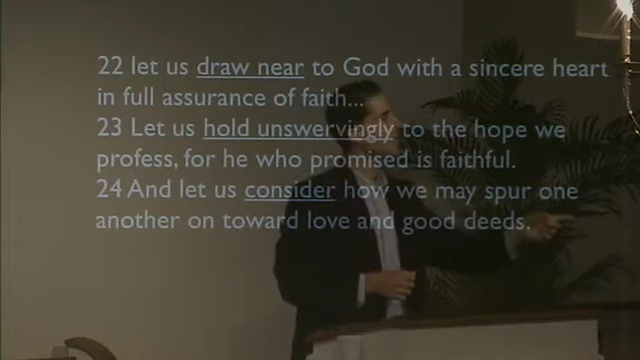 22 let us draw near to God with a sincere heart
in full assurance of faith...
23 Let us hold unswervingly to the hope we
profess, for he who promised is faithful.
24 And let us consider how we may spur one
another on toward love and good deeds.